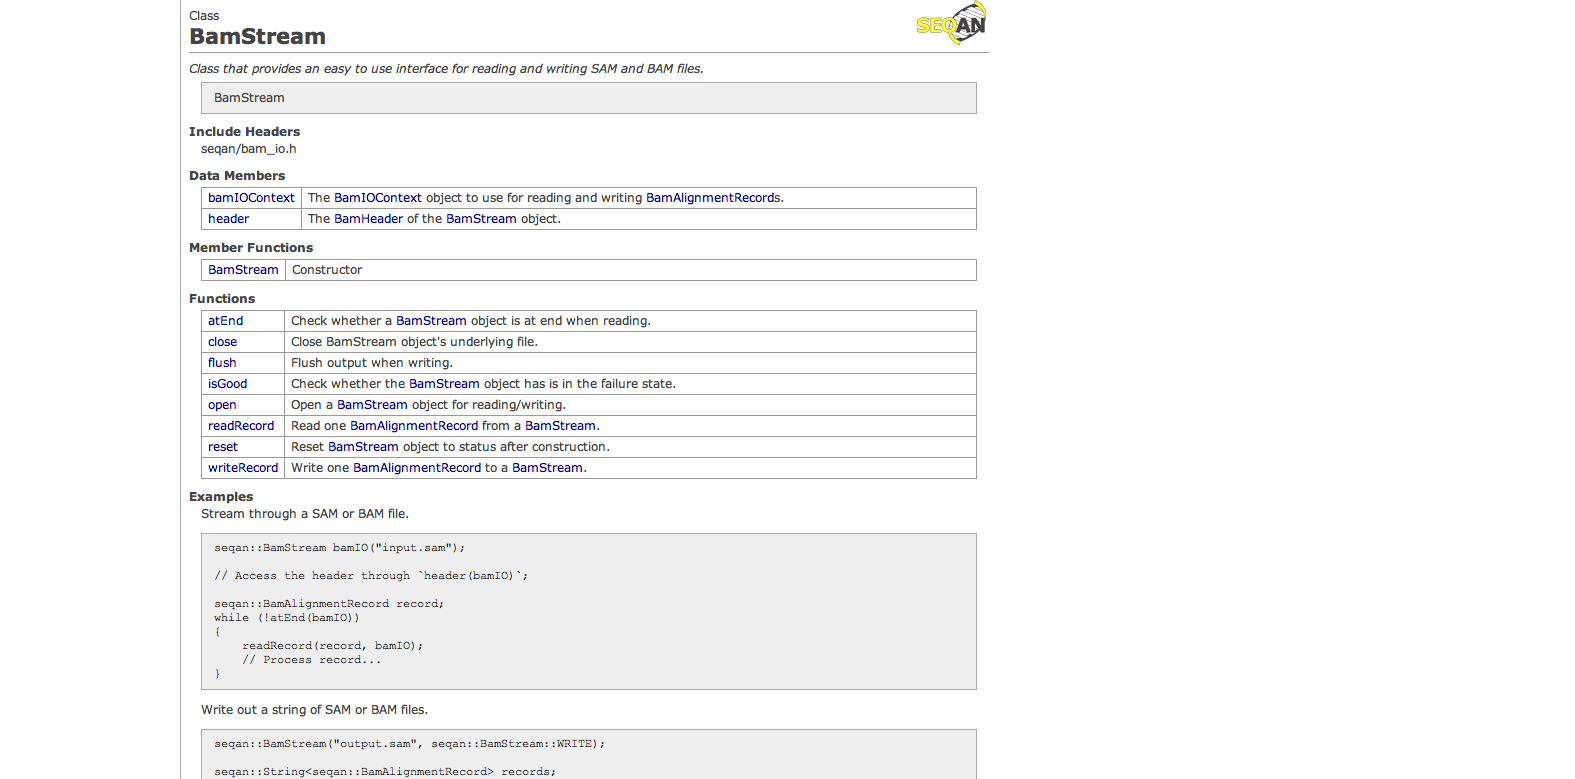 Class
BamStream
SEQAN
Class that provides an easy to use interface for reading and writing SAM and BAM files.
BamStream
Include Headers
seqan/bam_io.h
Data Members
bamIOContext The BamIOContext object to use for reading and writing BamAlignmentRecords.
header The BamHeader of the BamStream object.
Member Functions
BamStream Constructor
Functions
atEnd Check whether a BamStream object is at end when reading.
close Close BamStream object's underlying file.
flush Flush output when writing.
isGood Check whether the BamStream object has is in the failure state.
open Open a BamStream object for reading/writing.
readRecord Read one BamAlignmentRecord from a BamStream.
reset Reset BamStream object to status after construction.
writeRecord Write one BamAlignmentRecord to a BamStream.
Examples
Stream through a SAM or BAM file.
seqan::BamStream bamIO("input.sam");
// Access the header through `header(bamIO)`;
seqan::BamAlignmentRecord record;
while (!atEnd(bamIO))
{
    readRecord(record, bamIO);
    // Process record...
}
Write out a string of SAM or BAM files.
seqan::BamStream("output.sam", seqan::BamStream::WRITE);
seqan::String<seqan::BamAlignmentRecord> records;